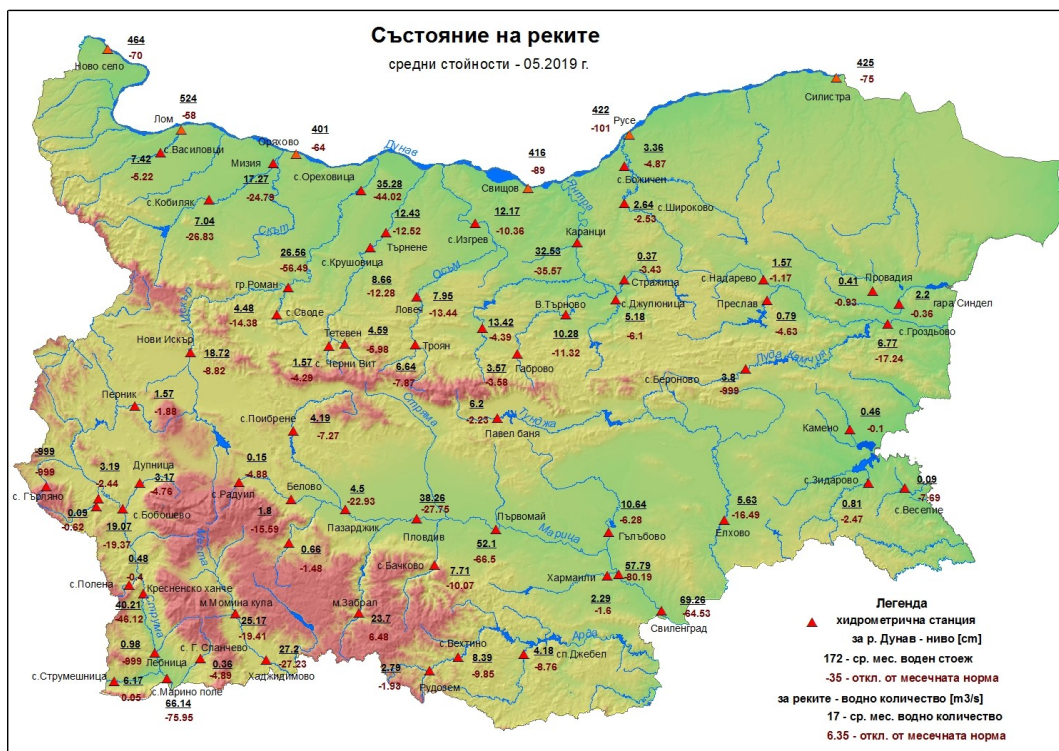 Състояние на реките
средни стойности - 05.2019 г.
464
-70
Ново село
425
-75
Силистра
524
-58
Лом
422
-101
Русе
401
-64
Оряхово
Дунав
416
-89
Свищов
с.Василовци
7.42
-5.22
Мизия
17.27
-24.79
с.Ореховица
35.28
-44.02
3.36
-4.87
с.Божичен
Янтра
2.64
-2.53
с.Широково
с.Кобиляк
7.04
-26.83
Скът
12.43
-12.52
Търнене
12.17
-10.36
с.Изгрев
Каранци
32.53
-35.57
26.56
-56.49
с.Крушовица
8.66
-12.28
Осъм
0.37
-3.43
Стражица
с.Надарево
1.57
-1.17
Провадия
0.41
-0.93
2.2
-0.36
гара Синдел
гр.Роман
4.48
-14.38
с.Своде
7.95
-13.44
Ловеч
В.Търново
с.Джулюница
5.18
-6.1
Преслав
0.79
-4.63
с.Гроздьово
6.77
-17.24
Искър
Нови Искър
18.72
-8.82
Тетевен
4.59
-5.98
1.57
-4.29
с. Черни Вит
Троян
6.64
-7.87
13.42
-4.39
10.28
-11.32
Габрово
3.57
-3.58
Луда Камчия
с.Бероново
3.8
-999
Перник
1.57
-1.88
с.Поибрене
4.19
-7.27
Стряма
6.2
-2.23
Павел баня
Тунджа
0.46
-0.1
Камено
-999
-999
с. Гърляно
3.19
-2.44
Дупница
3.17
-4.76
0.15
-4.88
с.Радуил
Белово
4.5
-22.93
Пазарджик
38.26
-27.75
Пловдив
Първомай
52.1
-66.5
Марица
10.64
-6.28
Гълъбово
5.63
-16.49
Елхово
с.Зидарово
0.81
-2.47
0.09
-7.69
с.Веселие
0.09
-0.62
с.Бобошево
19.07
-19.37
1.8
-15.59
0.66
-1.48
Места
0.48
-0.4
с.Полена
Кресненско ханче
40.21
-46.12
Струма
м.Момина кула
25.17
-19.41
м.Забрал
23.7
6.48
с.Бачково
7.71
-10.07
Харманли
57.79
-80.19
2.29
-1.6
69.26
-64.53
Свиленград
0.98
-999
Лебница
с. Г. Спанчево
0.36
-4.89
27.2
-27.23
Хаджидимово
с.Струмешница
6.17
0.05
с.Марино поле
66.14
-75.95
2.79
-1.93
Рудозем
с.Вехтино
8.39
-9.85
4.18
-8.76
сп.Джебел
Арда
Легенда
хидрометрична станция
за р. Дунав - ниво [cm]
172 - ср. мес. воден стоеж
-35 - откл. от месечната норма
за реките - водно количество [m3/s]
17 - ср. мес. водно количество
6.35 - откл. от месечната норма